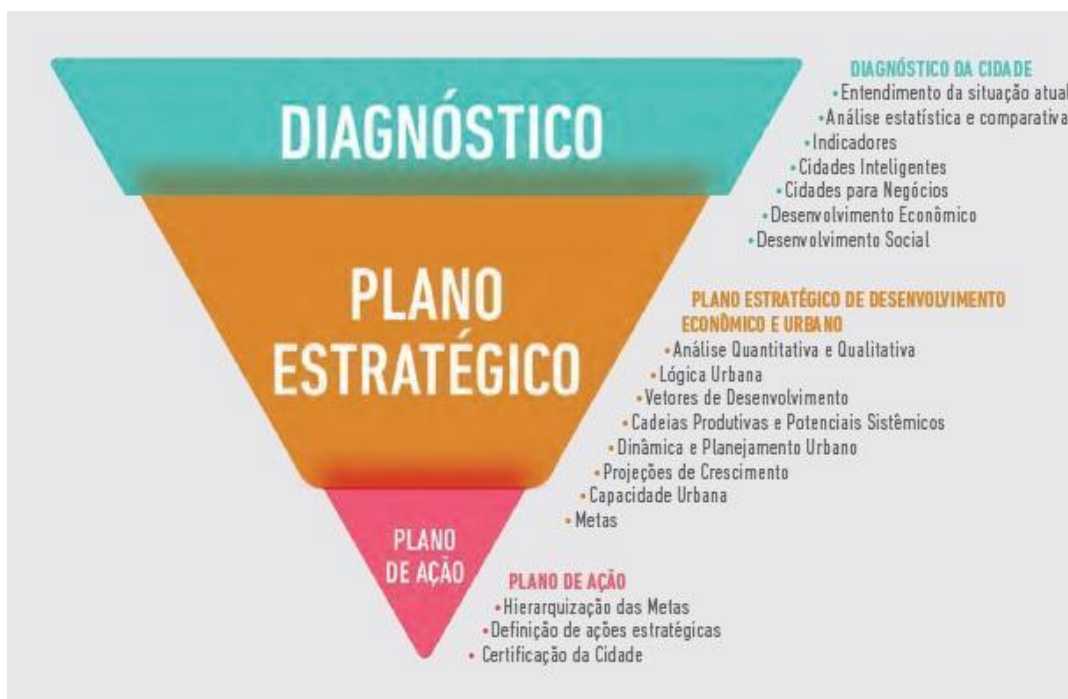 DIAGNÓSTICO
DIAGNÓSTICO DA CIDADE
•Entendimento da situação atual
•Análise estatística e comparativa
•Indicadores
•Cidades Inteligentes
•Cidades para Negócios
•Desenvolvimento Econômico
•Desenvolvimento Social
PLANO
ESTRATÉGICO
PLANO ESTRATÉGICO DE DESENVOLVIMENTO
ECONÔMICO E URBANO
•Análise Quantitativa e Qualitativa
•Lógica Urbana
•Vetores de Desenvolvimento
•Cadeias Produtivas e Potenciais Sistêmicos
•Dinâmica e Planejamento Urbano
•Projeções de Crescimento
•Capacidade Urbana
•Metas
PLANO
DE AÇÃO
PLANO DE AÇÃO
•Hierarquização das Metas
•Definição de ações estratégicas
• Certificação da Cidade